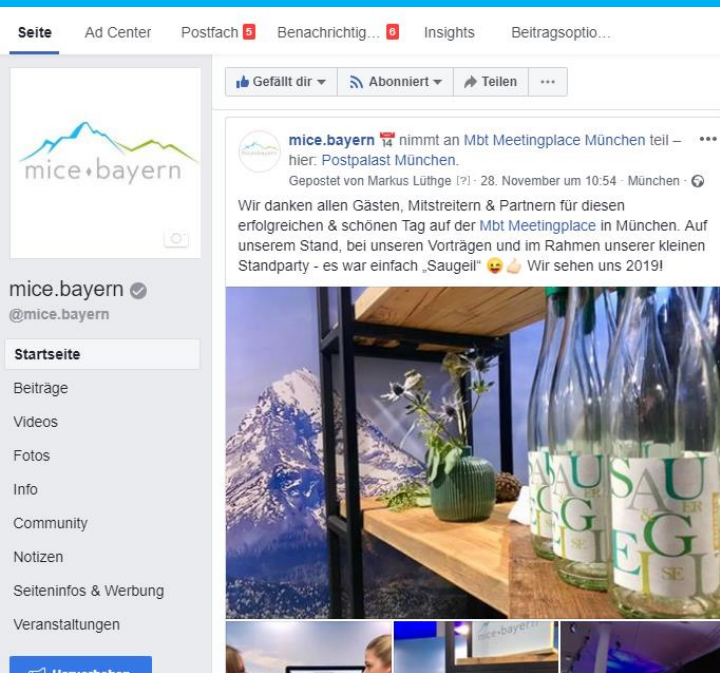 Seite Ad Center Postfach 5 Benachrichtig... 6 Insights Beitragsoptio...
mice bayern
mice.bayern
@mice.bayern
Startseite
Beiträge
Videos
Fotos
Info
Community
Notizen
Seiteninfos & Werbung
Veranstaltungen
Gefällt dir Abonniert Teilen ...
mice.bayern 14 nimmt an Mbt Meetingplace München teil –
hier: Postpalast München.
Gepostet von Markus Lüthge [?] · 28. November um 10:54 · München ·
Wir danken allen Gästen, Mitstreitern & Partnern für diesen
erfolgreichen & schönen Tag auf der Mbt Meetingplace in München. Auf
unserem Stand, bei unseren Vorträgen und im Rahmen unserer kleinen
Standparty - es war einfach „Saugeil“ 😜 👍 Wir sehen uns 2019!
SAU
ER
&
G
EI
SE
mice·bayern